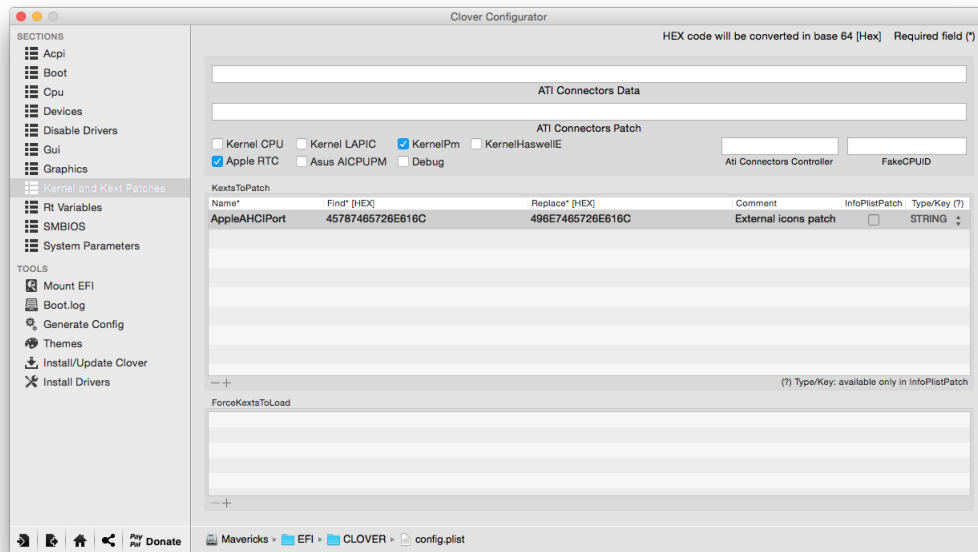 Clover Configurator
SECTIONS
Acpi
Boot
Cpu
Devices
Disable Drivers
Gui
Graphics
Kernel and Kext Patches
Rt Variables
SMBIOS
System Parameters
TOOLS
Mount EFI
Boot.log
Generate Config
Themes
Install/Update Clover
Install Drivers
Pay Pal Donate
HEX code will be converted in base 64 [Hex] Required field (*)
ATI Connectors Data
ATI Connectors Patch
Kernel CPU Kernel LAPIC KernelPm KernelHaswellE
Apple RTC Asus AICPUPM Debug
Ati Connectors Controller FakeCPUID
KextsToPatch
Name* Find* [HEX] Replace* [HEX] Comment InfoPlistPatch Type/Key (?)
AppleAHCIPort 45787465726E616C 496E7465726E616C External icons patch STRING
(?) Type/Key: available only in InfoPlistPatch
ForceKextsToLoad
Mavericks EFI CLOVER config.plist